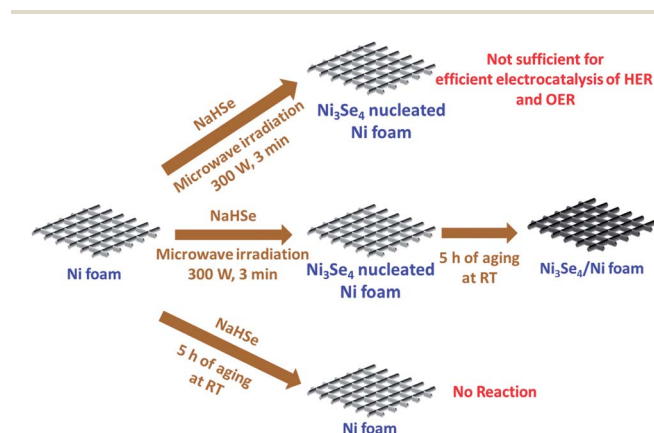 NaHSe
Microwave irradiation
300 W, 3 min
Ni₃Se₄ nucleated
Ni foam
Not sufficient for
efficient electrocatalysis of HER
and OER
Ni foam
NaHSe
Microwave irradiation
300 W, 3 min
Ni₃Se₄ nucleated
Ni foam
5 h of aging
at RT
Ni₃Se₄/Ni foam
NaHSe
5 h of aging
at RT
Ni foam
No Reaction